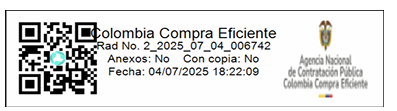 Colombia Compra Eficiente
Rad No. 2_2025_07_04_006742
Anexos: No Con copia: No
Fecha: 04/07/2025 18:22:09
Agencia Nacional
de Contratación Pública
Colombia Compra Eficiente